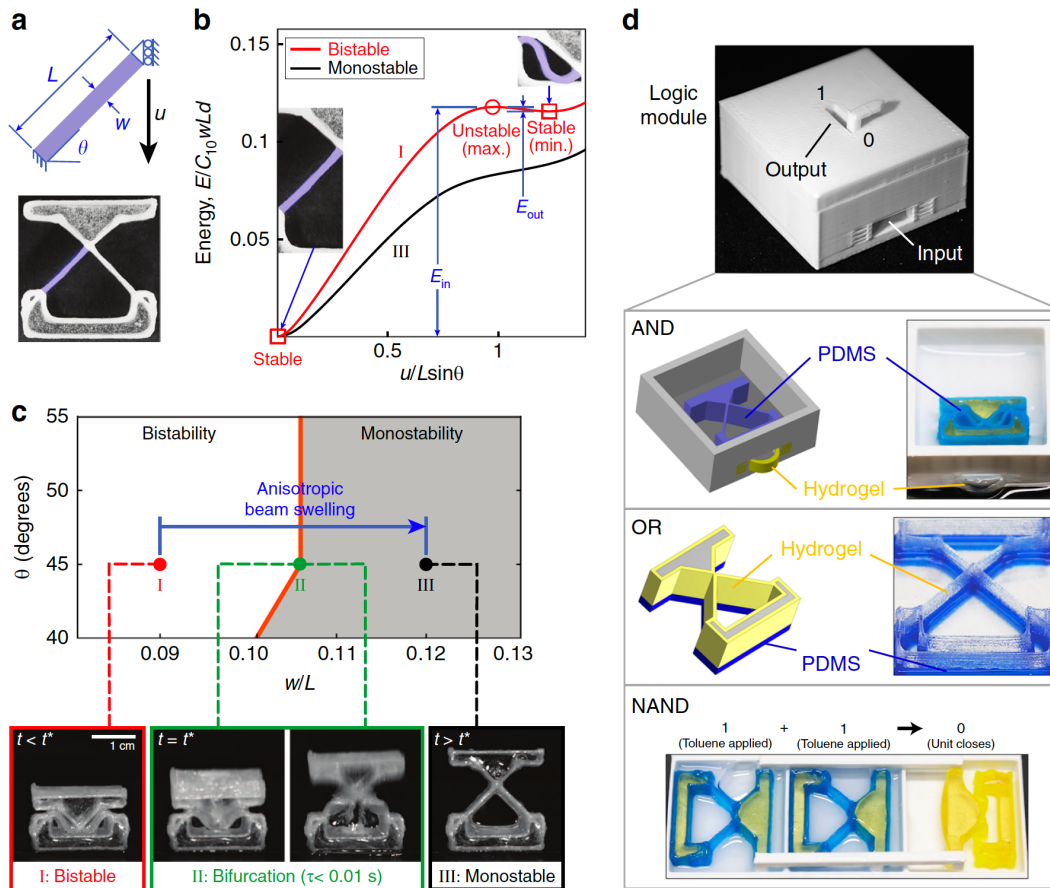 a
L
w
u
θ
b
Energy, E/C₁₀wLd
0.15
0.1
0.05
Bistable
Monostable
I
III
Unstable
(max.)
Stable
(min.)
E_out
E_in
Stable
0.5
1
u/Lsinθ
c
θ (degrees)
55
50
45
40
Bistability
Monostability
Anisotropic
beam swelling
I
II
III
0.09
0.10
0.11
0.12
0.13
w/L
t < t*
1 cm
t = t*
t > t*
I: Bistable
II: Bifurcation (τ< 0.01 s)
III: Monostable
d
Logic
module
1
0
Output
Input
AND
PDMS
Hydrogel
OR
Hydrogel
PDMS
NAND
1 + 1 → 0
(Toluene applied) (Toluene applied) (Unit closes)